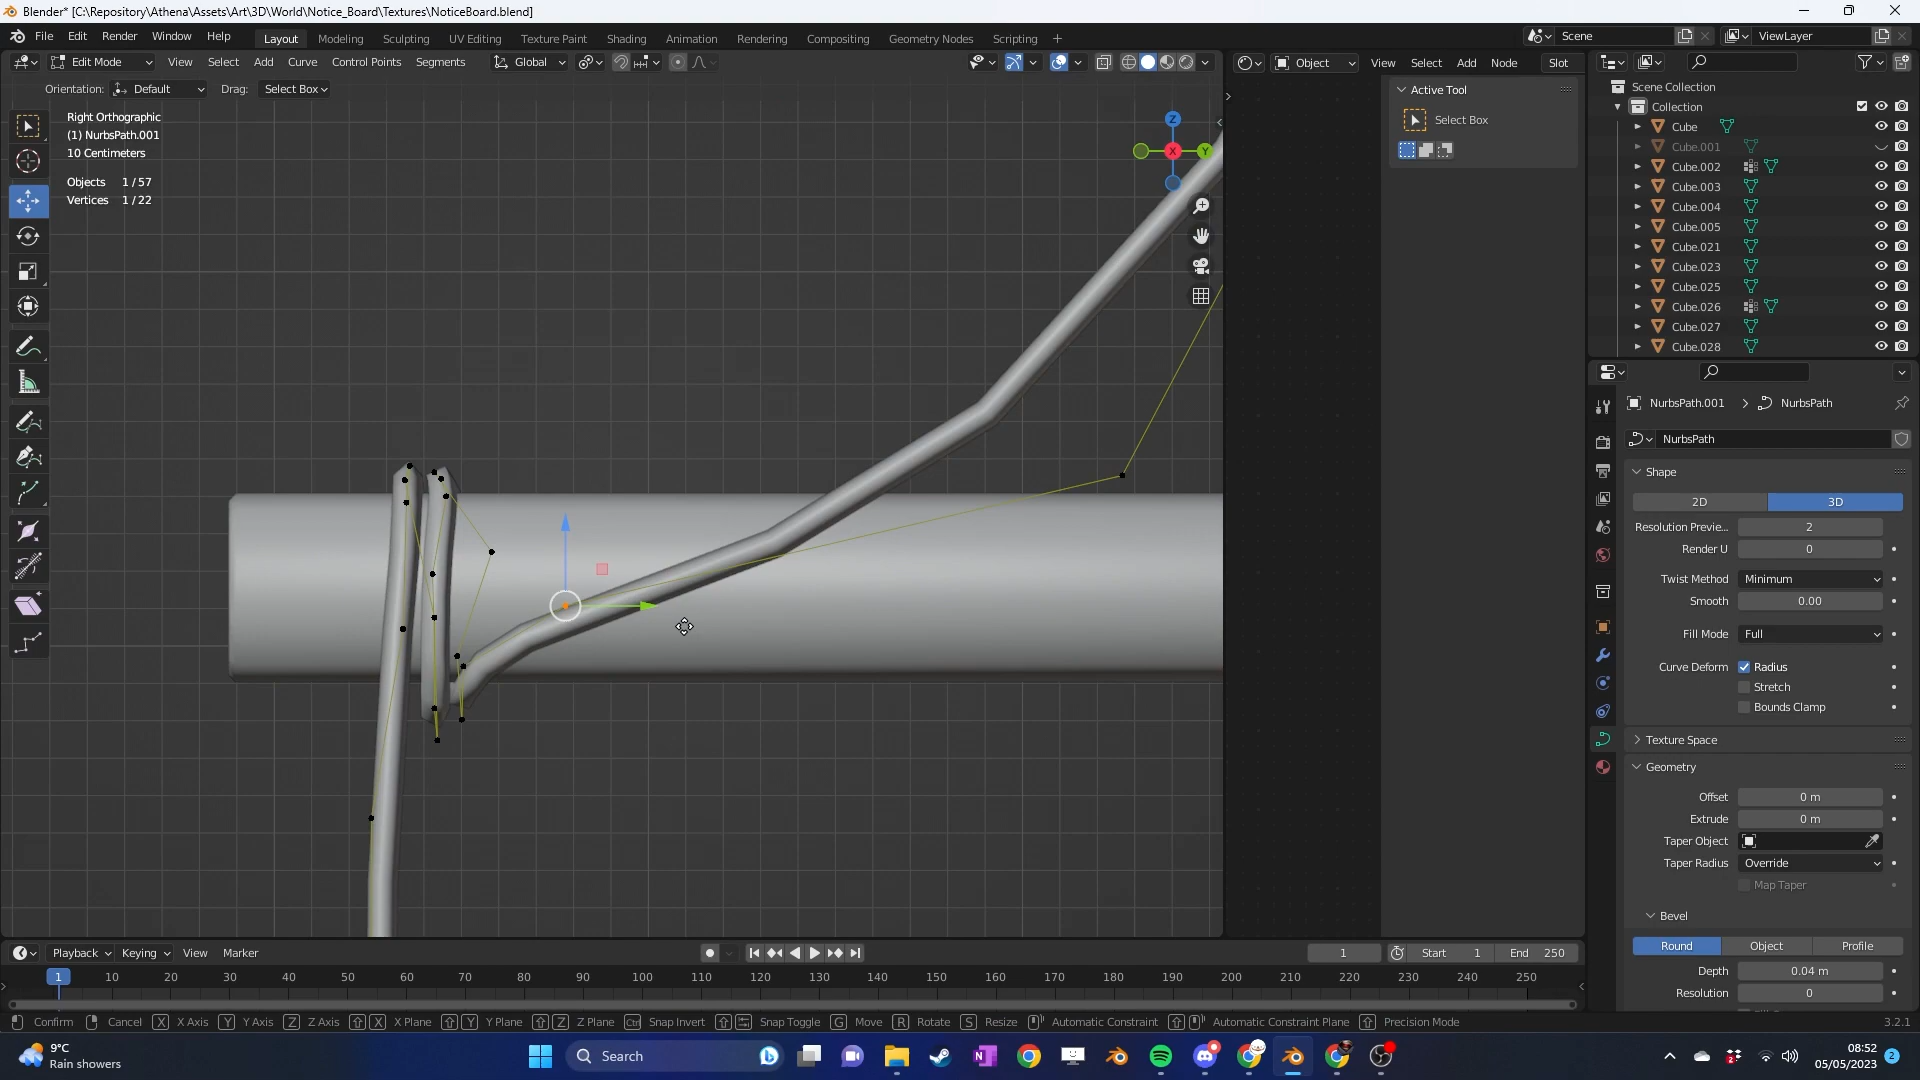 Blender* [C:\Repository\Athena\Assets\Art\3D\World\Notice_Board\Textures\NoticeBoard.blend]
File Edit Render Window Help Layout Modeling Sculpting UV Editing Texture Paint Shading Animation Rendering Compositing Geometry Nodes Scripting Scene ViewLayer
Edit Mode View Select Add Curve Control Points Segments Global Object View Select Add Node Slot
Orientation: Default Drag: Select Box
Active Tool
Select Box
Right Orthographic
(1) NurbsPath.001
10 Centimeters
Objects 1/57
Vertices 1/22
Z
X
Y
Scene Collection
Collection
Cube
Cube.001
Cube.002
Cube.003
Cube.004
Cube.005
Cube.021
Cube.023
Cube.025
Cube.026
Cube.027
Cube.028
NurbsPath.001 > NurbsPath
NurbsPath
Shape
2D 3D
Resolution Previe... 2
Render U 0
Twist Method Minimum
Smooth 0.00
Fill Mode Full
Curve Deform Radius
Stretch
Bounds Clamp
Texture Space
Geometry
Offset 0 m
Extrude 0 m
Taper Object
Taper Radius Override
Map Taper
Bevel
Round Object Profile
Depth 0.04 m
Resolution 0
Playback Keying View Marker 1 Start 1 End 250
1 10 20 30 40 50 60 70 80 90 100 110 120 130 140 150 160 170 180 190 200 210 220 230 240 250
Confirm Cancel X X Axis Y Y Axis Z Z Axis X X Plane Y Y Plane Z Z Plane Ctrl Snap Invert Snap Toggle G Move R Rotate S Resize Automatic Constraint Automatic Constraint Plane Precision Mode 3.2.1
9°C
Rain showers
Search
08:52
05/05/2023
2